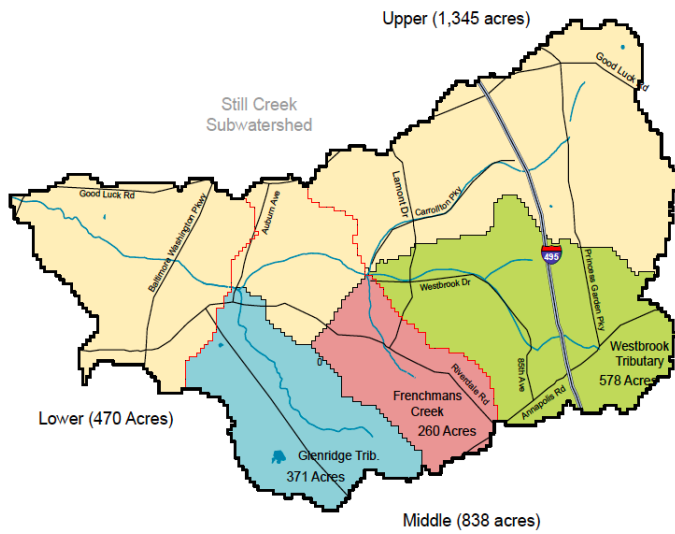 Upper (1,345 acres)
Good Luck Rd
Still Creek
Subwatershed
Good Luck Rd
Baltimore Washington Pkwy
Auburn Ave
Lamont Dr
Carrollton Pky
495
Princess Garden Pky
Westbrook Dr
Westbrook
Tributary
578 Acres
85th Ave
Annapolis Rd
Riverdale Rd
0
Frenchmans
Creek
260 Acres
Lower (470 Acres)
Glenridge Trib.
371 Acres
Middle (838 acres)